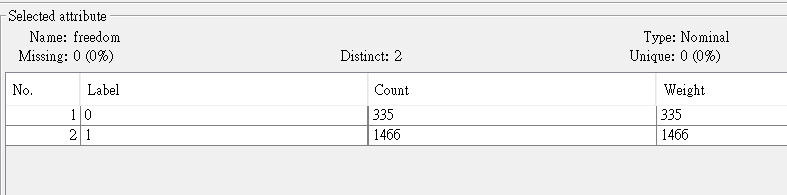 Selected attribute
Name: freedom Type: Nominal
Missing: 0 (0%) Distinct: 2 Unique: 0 (0%)
No. Label Count Weight
1 0 335 335
2 1 1466 1466